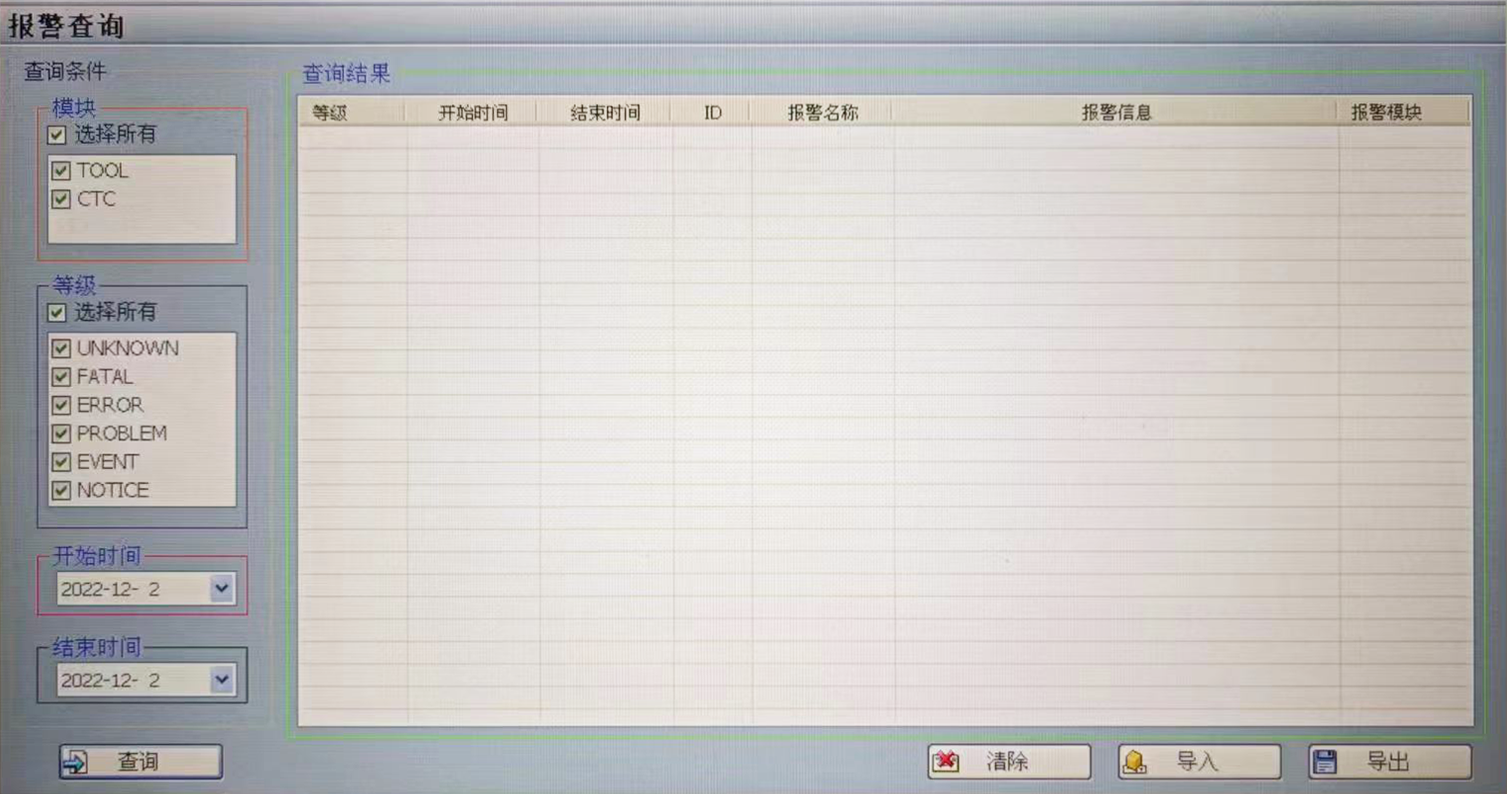 报警查询
查询条件
模块
选择所有
TOOL
CTC
等级
选择所有
UNKNOWN
FATAL
ERROR
PROBLEM
EVENT
NOTICE
开始时间
2022-12- 2
结束时间
2022-12- 2
查询
查询结果
等级 开始时间 结束时间 ID 报警名称 报警信息 报警模块
清除 导入 导出